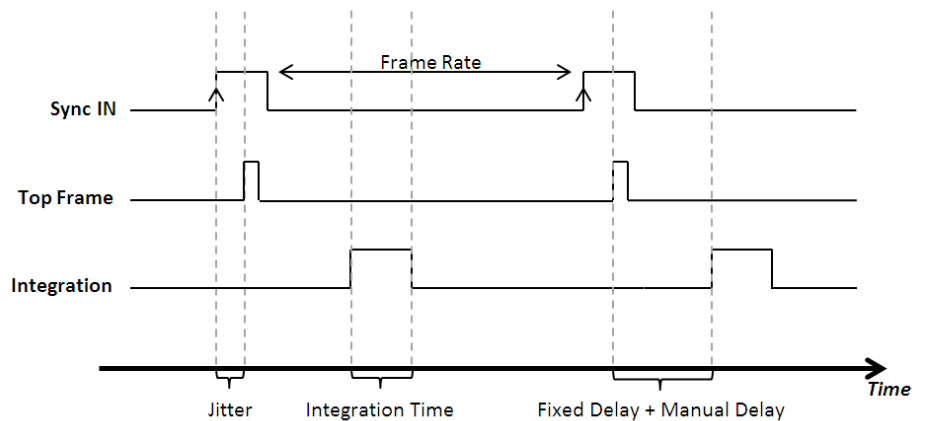 Frame Rate
Sync IN
Top Frame
Integration
Time
Jitter
Integration Time
Fixed Delay + Manual Delay